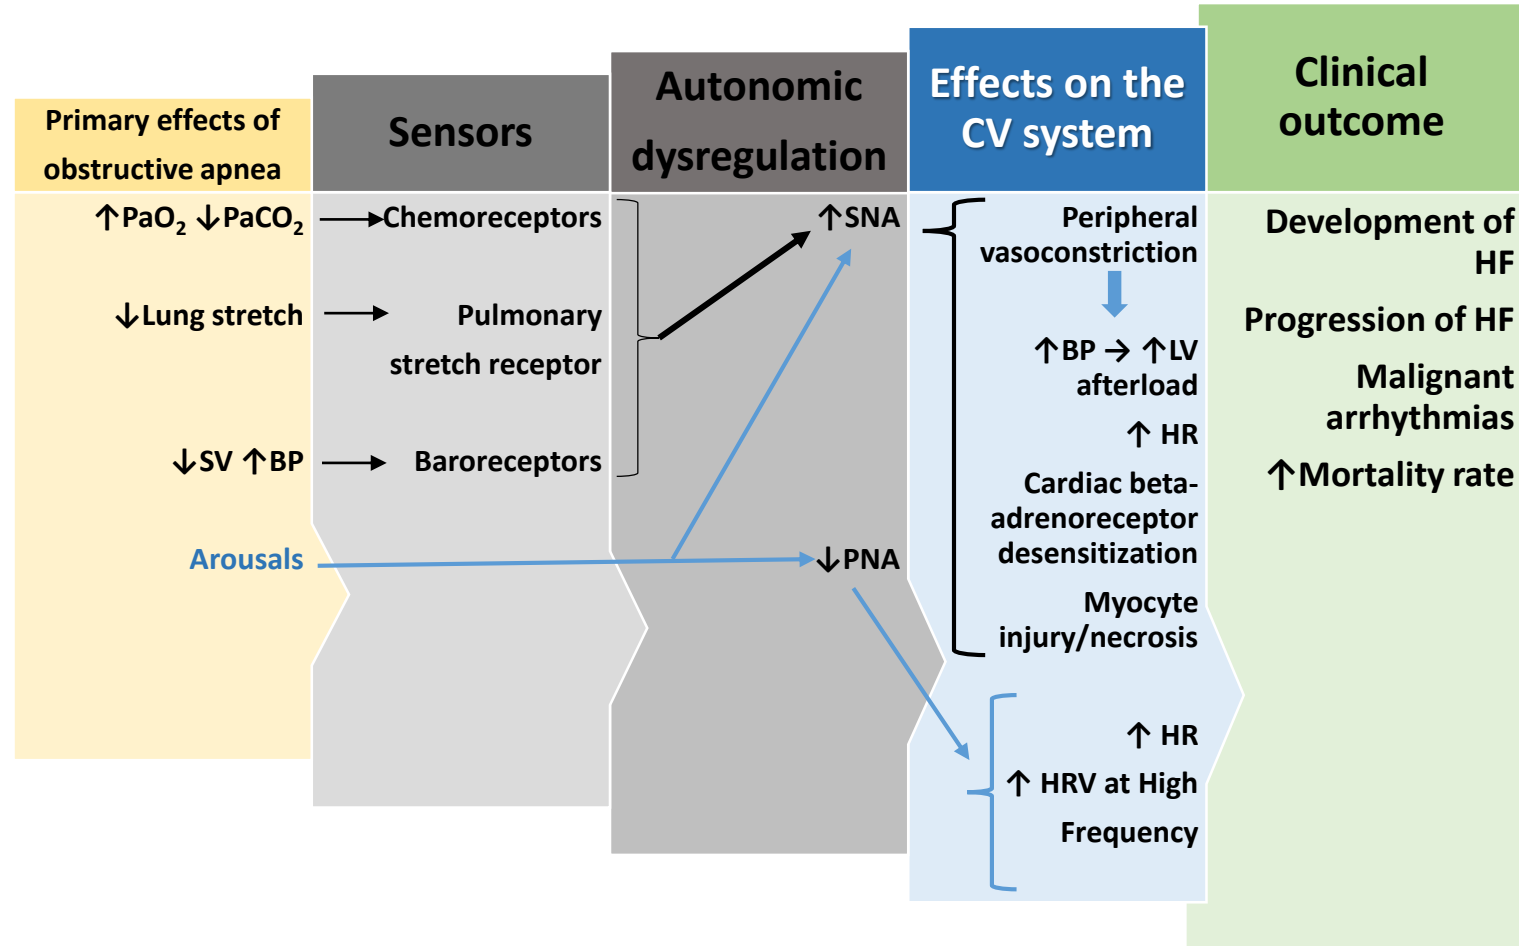 Primary effects of
obstructive apnea
↑PaO₂ ↓PaCO₂
↓Lung stretch
↓SV ↑BP
Arousals
Sensors
Chemoreceptors
Pulmonary
stretch receptor
Baroreceptors
Autonomic
dysregulation
↑SNA
↓PNA
Effects on the
CV system
Peripheral
vasoconstriction
↑BP → ↑LV
afterload
↑ HR
Cardiac beta-
adrenoreceptor
desensitization
Myocyte
injury/necrosis
↑ HR
↑ HRV at High
Frequency
Clinical
outcome
Development of
HF
Progression of HF
Malignant
arrhythmias
↑Mortality rate